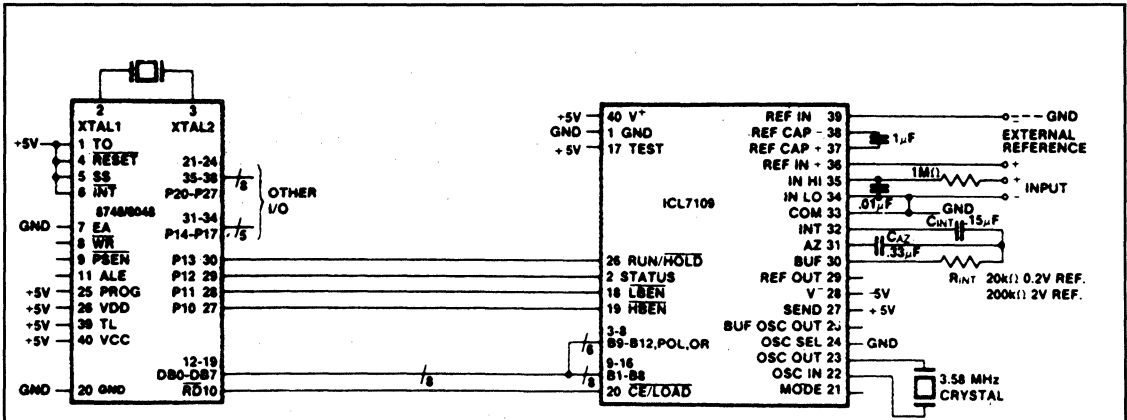 2 3
XTAL1 XTAL2
+5V
1 TO
4 RESET
5 SS
6 INT
21-24
35-38
P20-P27
8
OTHER
I/O
8748/8048
31-34
P14-P17
5
GND 7 EA
8 WR
9 PSEN
11 ALE
+5V 25 PROG
+5V 26 VDD
+5V 39 TL
+5V 40 VCC
P13 30
P12 29
P11 28
P10 27
12-19
DB0-DB7
8
GND 20 GND
RD10
ICL7109
+5V 40 V+
GND 1 GND
+5V 17 TEST
26 RUN/HOLD
2 STATUS
18 LBEN
19 HBEN
3-8
6 B9-B12,POL,OR
9-16
8 B1-B8
20 CE/LOAD
REF IN 39
REF CAP - 38
REF CAP + 37
REF IN + 36
IN HI 35
IN LO 34
COM 33
INT 32
AZ 31
BUF 30
REF OUT 29
V- 28
SEND 27
BUF OSC OUT 25
OSC SEL 24
OSC OUT 23
OSC IN 22
MODE 21
- GND
EXTERNAL
REFERENCE
1µF
+
1MΩ
+
INPUT
-
.01µF
GND
CINT .15µF
CAZ
.33µF
RINT 20kΩ 0.2V REF.
200kΩ 2V REF.
-5V
+ 5V
GND
3.58 MHz
CRYSTAL